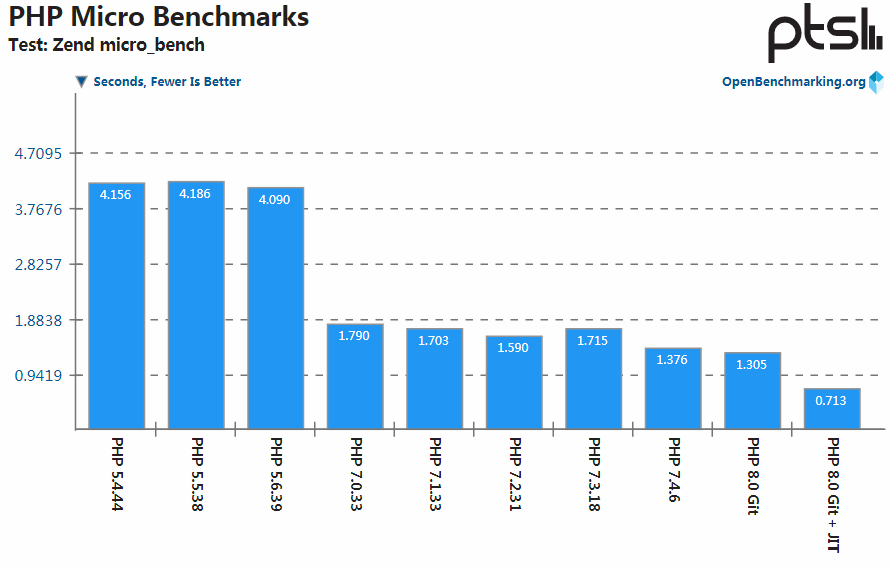 PHP Micro Benchmarks
Test: Zend micro_bench
ptsl
Seconds, Fewer Is Better
OpenBenchmarking.org
4.7095
3.7676
2.8257
1.8838
0.9419
4.156
4.186
4.090
1.790
1.703
1.590
1.715
1.376
1.305
0.713
PHP 5.4.44
PHP 5.5.38
PHP 5.6.39
PHP 7.0.33
PHP 7.1.33
PHP 7.2.31
PHP 7.3.18
PHP 7.4.6
PHP 8.0 Git
PHP 8.0 Git + JIT